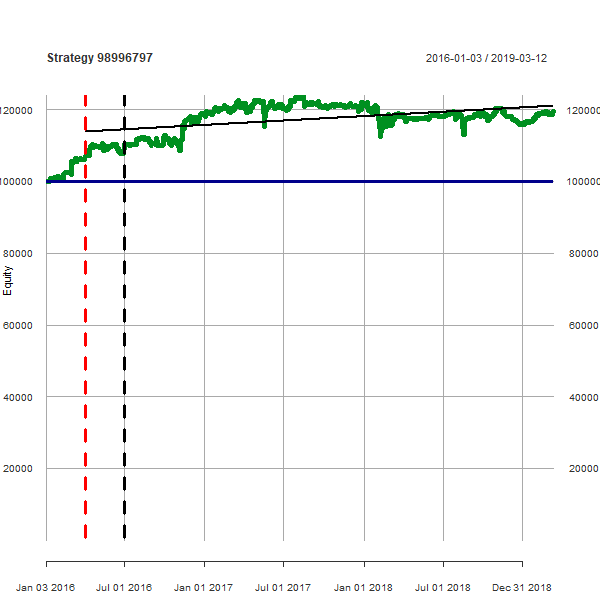 Strategy 98996797
2016-01-03 / 2019-03-12
120000
120000
100000
100000
80000
80000
Equity
60000
60000
40000
40000
20000
20000
Jan 03 2016
Jul 01 2016
Jan 01 2017
Jul 01 2017
Jan 01 2018
Jul 01 2018
Dec 31 2018